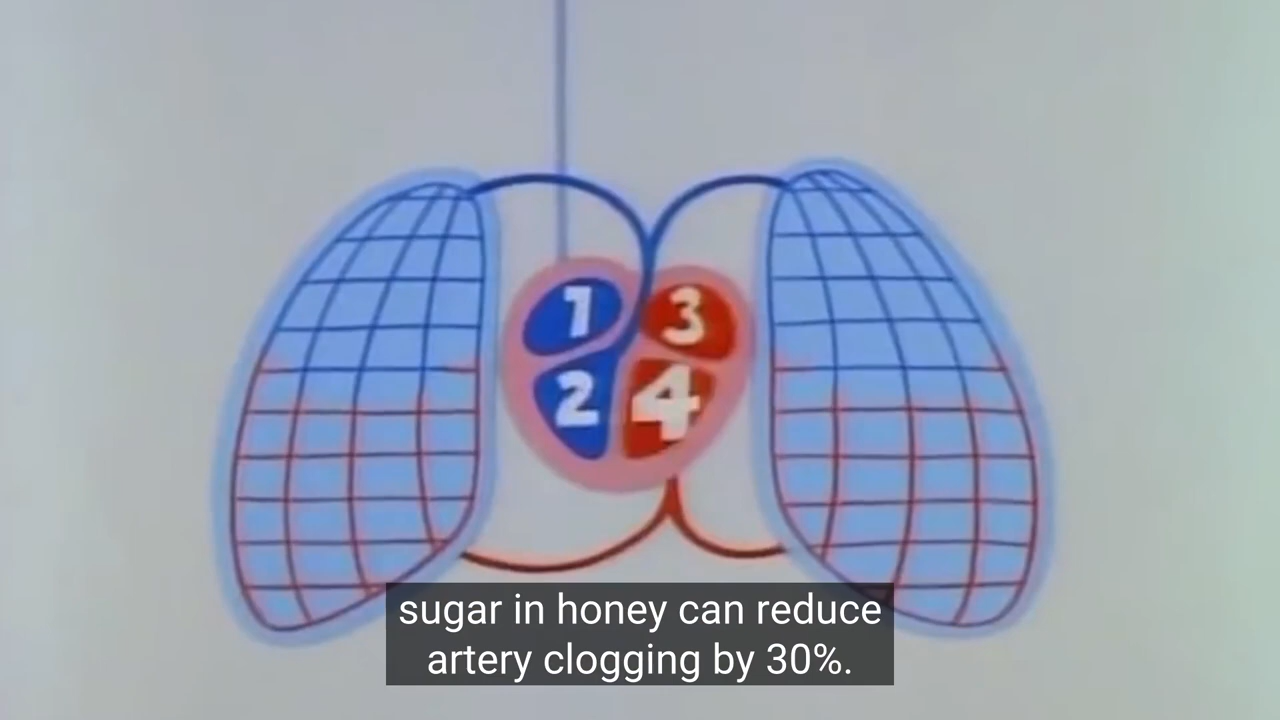 1 3
2 4
sugar in honey can reduce
artery clogging by 30%.